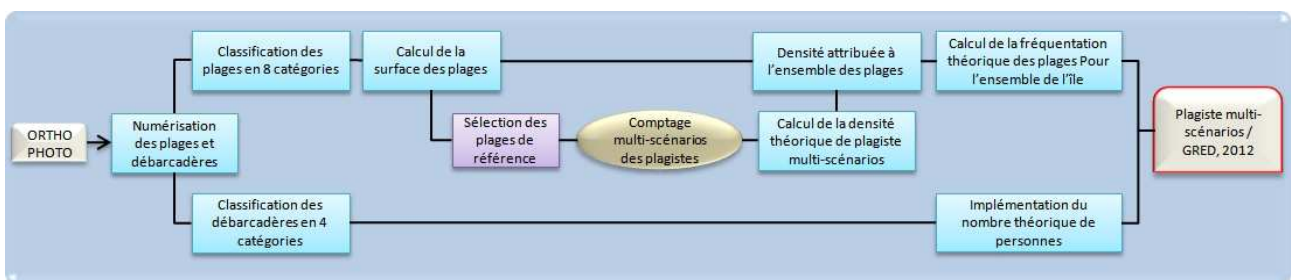 ORTHO
PHOTO
Numérisation
des plages et
débarcadères
Classification des
plages en 8 catégories
Calcul de la
surface des plages
Sélection des
plages de
référence
Comptage
multi-scénarios
des plagistes
Calcul de la densité
théorique de plagiste
multi-scénarios
Densité attribuée à
l'ensemble des plages
Calcul de la fréquentation
théorique des plages Pour
l'ensemble de l'île
Classification des
débarcadères en 4
catégories
Implémentation du
nombre théorique de
personnes
Plagiste multi-
scénarios /
GRED, 2012